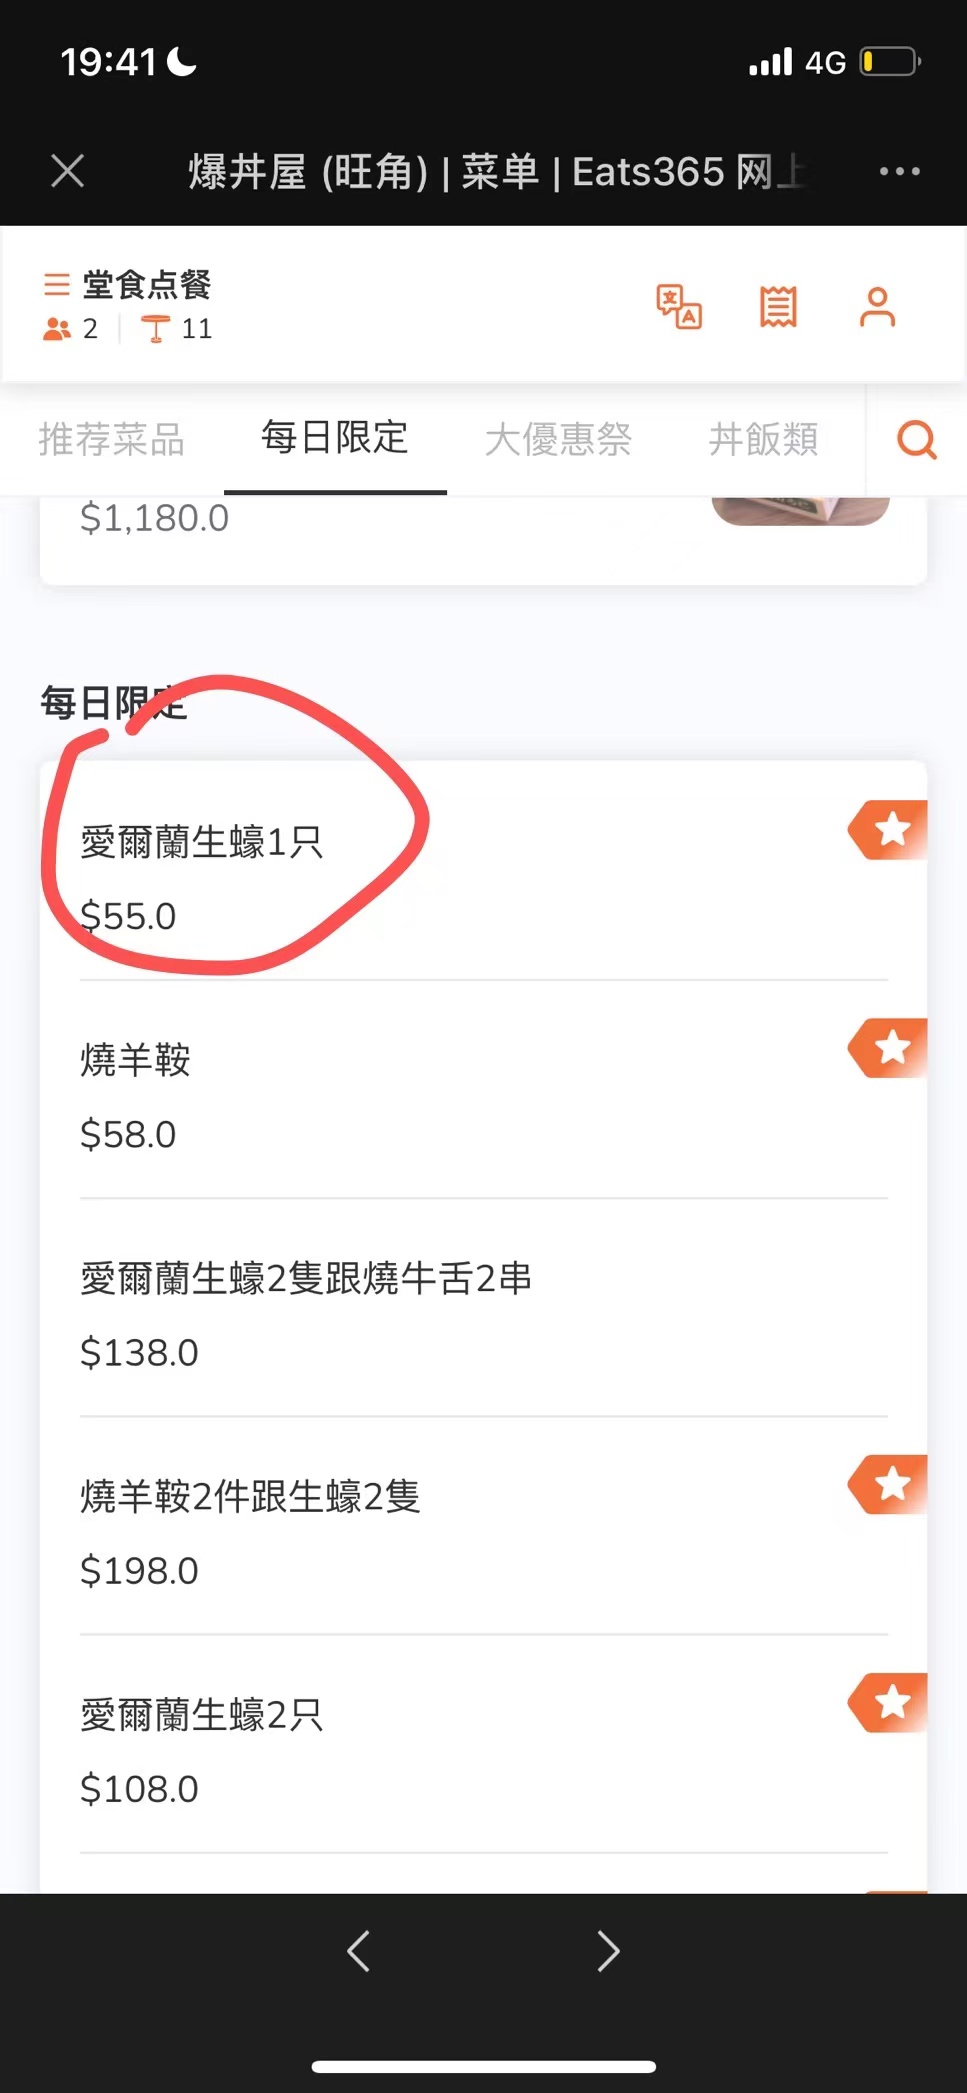 19:41
4G
爆丼屋 (旺角) | 菜单 | Eats365 网上
堂食点餐
2 | 11
推荐菜品 每日限定 大優惠祭 丼飯類
$1,180.0
每日限定
愛爾蘭生蠔1只
$55.0
燒羊鞍
$58.0
愛爾蘭生蠔2隻跟燒牛舌2串
$138.0
燒羊鞍2件跟生蠔2隻
$198.0
愛爾蘭生蠔2只
$108.0